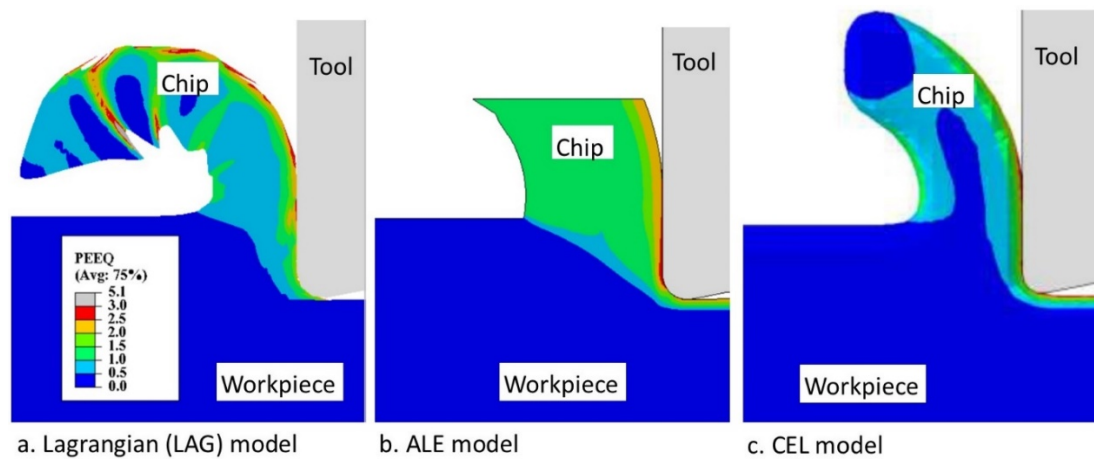 Chip
Tool
PEEQ
(Avg: 75%)
5.1
3.0
2.5
2.0
1.5
1.0
0.5
0.0
Workpiece
a. Lagrangian (LAG) model
Tool
Chip
Workpiece
b. ALE model
Tool
Chip
Workpiece
c. CEL model